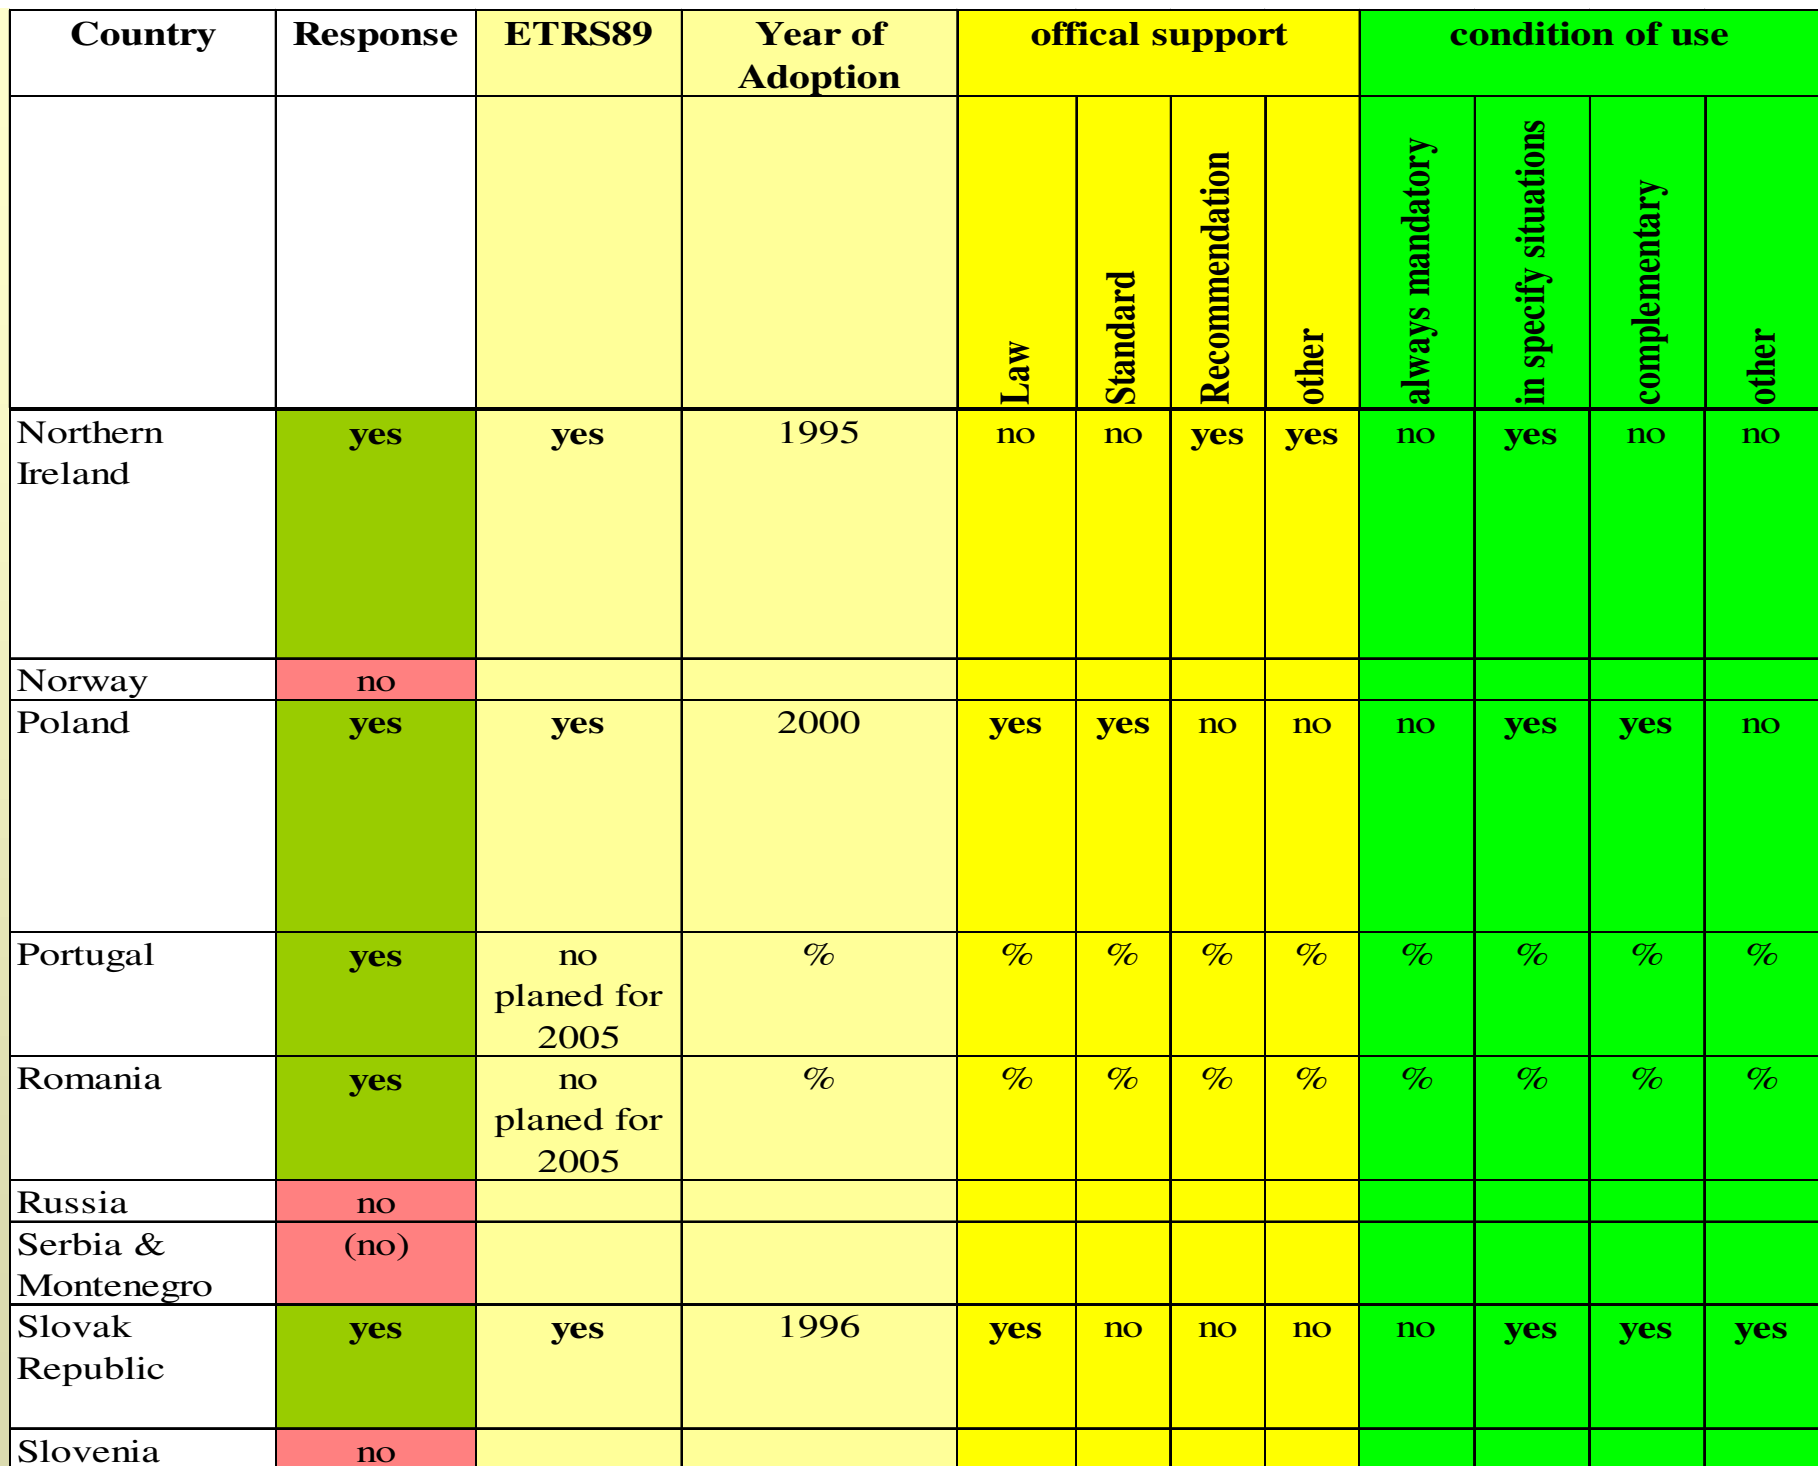 Country Response ETRS89 Year of Adoption offical support condition of use
Law Standard Recommendation other always mandatory in specify situations complementary other
Northern Ireland yes yes 1995 no no yes yes no yes no no
Norway no
Poland yes yes 2000 yes yes no no no yes yes no
Portugal yes no planed for 2005 % % % % % % % % %
Romania yes no planed for 2005 % % % % % % % % %
Russia no
Serbia & Montenegro (no)
Slovak Republic yes yes 1996 yes no no no no yes yes yes
Slovenia no